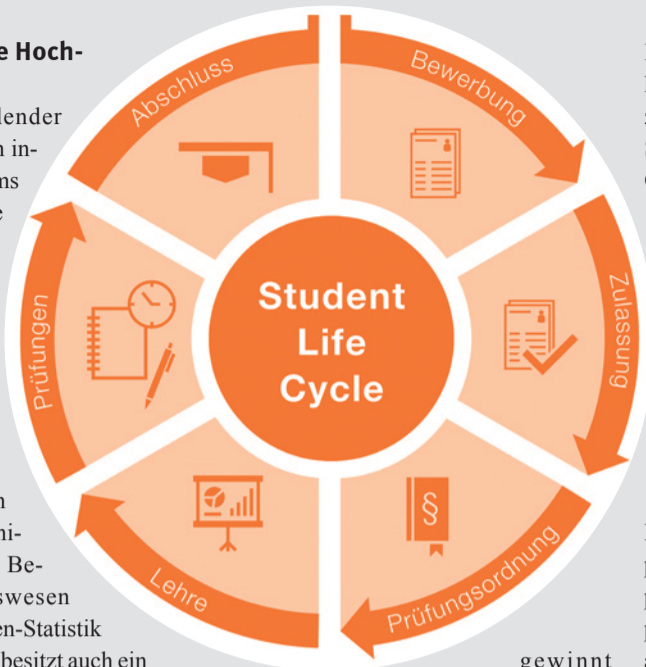 e Hoch-
lender
n in-
ms
e
n
ni-
Be-
swesen
en-Statistik
besitzt auch ein
Abschluss
Bewerbung
Zulassung
Prüfungsordnung
Lehre
Prüfungen
Student
Life
Cycle
§
gewinnt